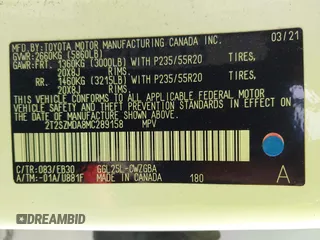 MFD. BY: TOYOTA MOTOR MANUFACTURING CANADA INC. 03/21
GVWR: 2660KG (5860LB)
GAWR: FRT. 1360KG (3000LB) WITH P235/55R20 TIRES,
20X8J RIMS,
RR. 1460KG (3215LB) WITH P235/55R20 TIRES,
20X8J RIMS,
THIS VEHICLE CONFORMS TO ALL APPLICABLE FEDERAL MOTOR
VEHICLE SAFETY AND THEFT PREVENTION STANDARDS IN EFFECT
ON THE DATE OF MANUFACTURE SHOWN ABOVE.
2T2SZMDA8MC289158 MPV
C/TR: 083/EB30 GGL25L-CWZGBA A
A/TM: -01A/U881F MADE IN CANADA 180